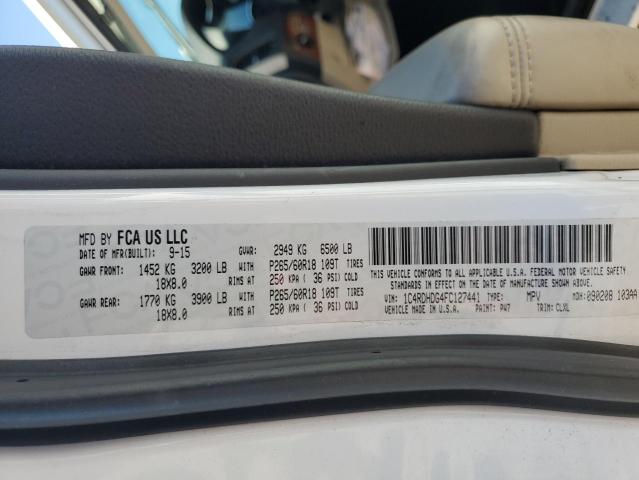 MFD BY FCA US LLC
DATE OF MFR(BUILT): 9-15 GVWR: 2949 KG 6500 LB
GAWR FRONT: 1452 KG 3200 LB WITH P265/60R18 109T TIRES
18X8.0 RIMS AT 250 KPA ( 36 PSI) COLD
GAWR REAR: 1770 KG 3900 LB WITH P265/60R18 109T TIRES
18X8.0 RIMS AT 250 KPA ( 36 PSI) COLD
THIS VEHICLE CONFORMS TO ALL APPLICABLE U.S.A. FEDERAL MOTOR VEHICLE SAFETY
STANDARDS IN EFFECT ON THE DATE OF MANUFACTURE SHOWN ABOVE.
VIN: 1C4RDHDG4FC127441 TYPE: MPV MDH: 090208 103AA
VEHICLE MADE IN U.S.A. PAINT: PW7 TRIM: CLXL